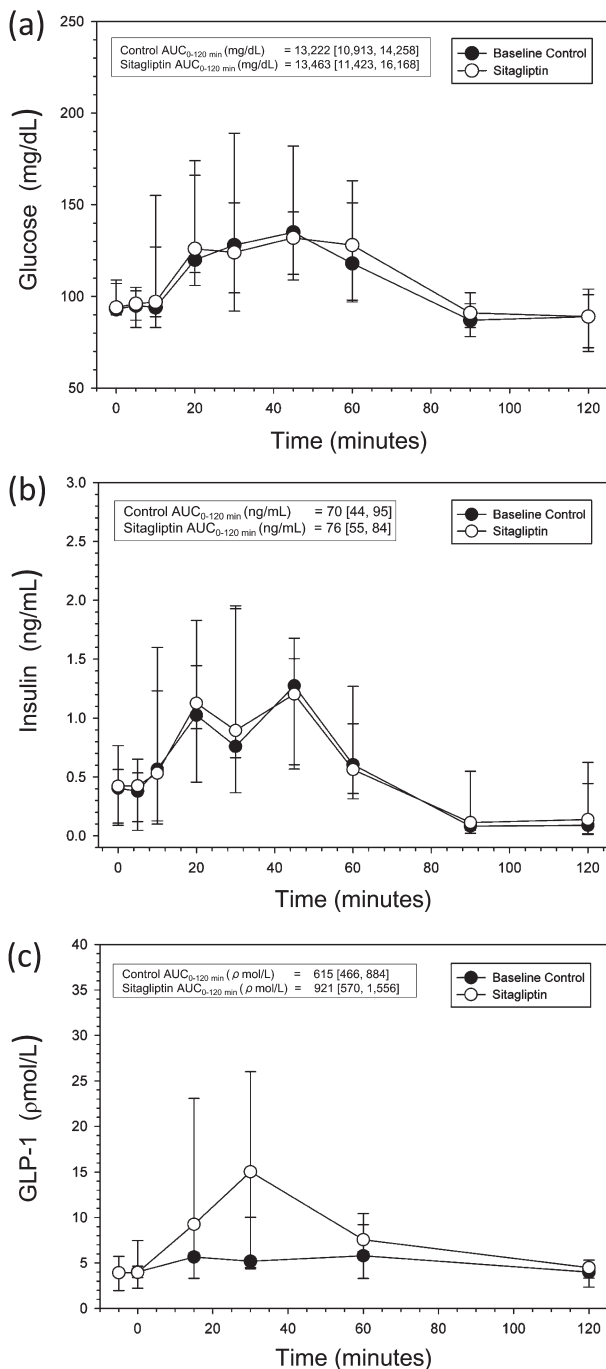 (a)
250
200
150
100
50
Glucose (mg/dL)
Control AUC0-120 min (mg/dL) = 13,222 [10,913, 14,258]
Sitagliptin AUC0-120 min (mg/dL) = 13,463 [11,423, 16,168]
Baseline Control
Sitagliptin
0 20 40 60 80 100 120
Time (minutes)
(b)
3.0
2.5
2.0
1.5
1.0
0.5
0.0
Insulin (ng/mL)
Control AUC0-120 min (ng/mL) = 70 [44, 95]
Sitagliptin AUC0-120 min (ng/mL) = 76 [55, 84]
Baseline Control
Sitagliptin
0 20 40 60 80 100 120
Time (minutes)
(c)
40
35
30
25
20
15
10
5
0
GLP-1 (ρmol/L)
Control AUC0-120 min (ρ mol/L) = 615 [466, 884]
Sitagliptin AUC0-120 min (ρ mol/L) = 921 [570, 1,556]
Baseline Control
Sitagliptin
0 20 40 60 80 100 120
Time (minutes)